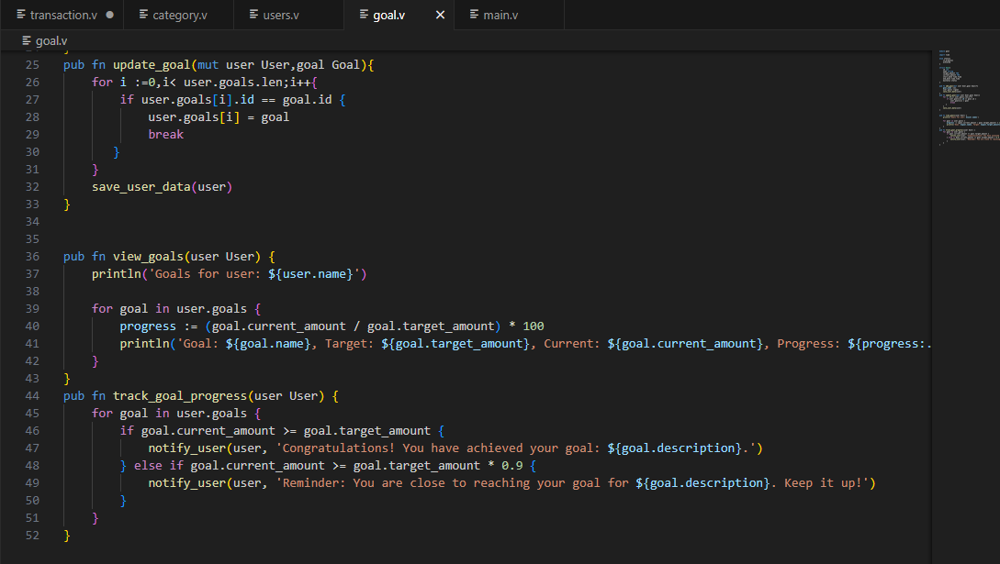 transaction.v category.v users.v goal.v main.v
goal.v
25 pub fn update_goal(mut user User,goal Goal){
26 for i :=0,i< user.goals.len;i++{
27 if user.goals[i].id == goal.id {
28 user.goals[i] = goal
29 break
30 }
31 }
32 save_user_data(user)
33 }
34
35
36 pub fn view_goals(user User) {
37 println('Goals for user: ${user.name}')
38
39 for goal in user.goals {
40 progress := (goal.current_amount / goal.target_amount) * 100
41 println('Goal: ${goal.name}, Target: ${goal.target_amount}, Current: ${goal.current_amount}, Progress: ${progress:.
42 }
43 }
44 pub fn track_goal_progress(user User) {
45 for goal in user.goals {
46 if goal.current_amount >= goal.target_amount {
47 notify_user(user, 'Congratulations! You have achieved your goal: ${goal.description}.')
48 } else if goal.current_amount >= goal.target_amount * 0.9 {
49 notify_user(user, 'Reminder: You are close to reaching your goal for ${goal.description}. Keep it up!')
50 }
51 }
52 }